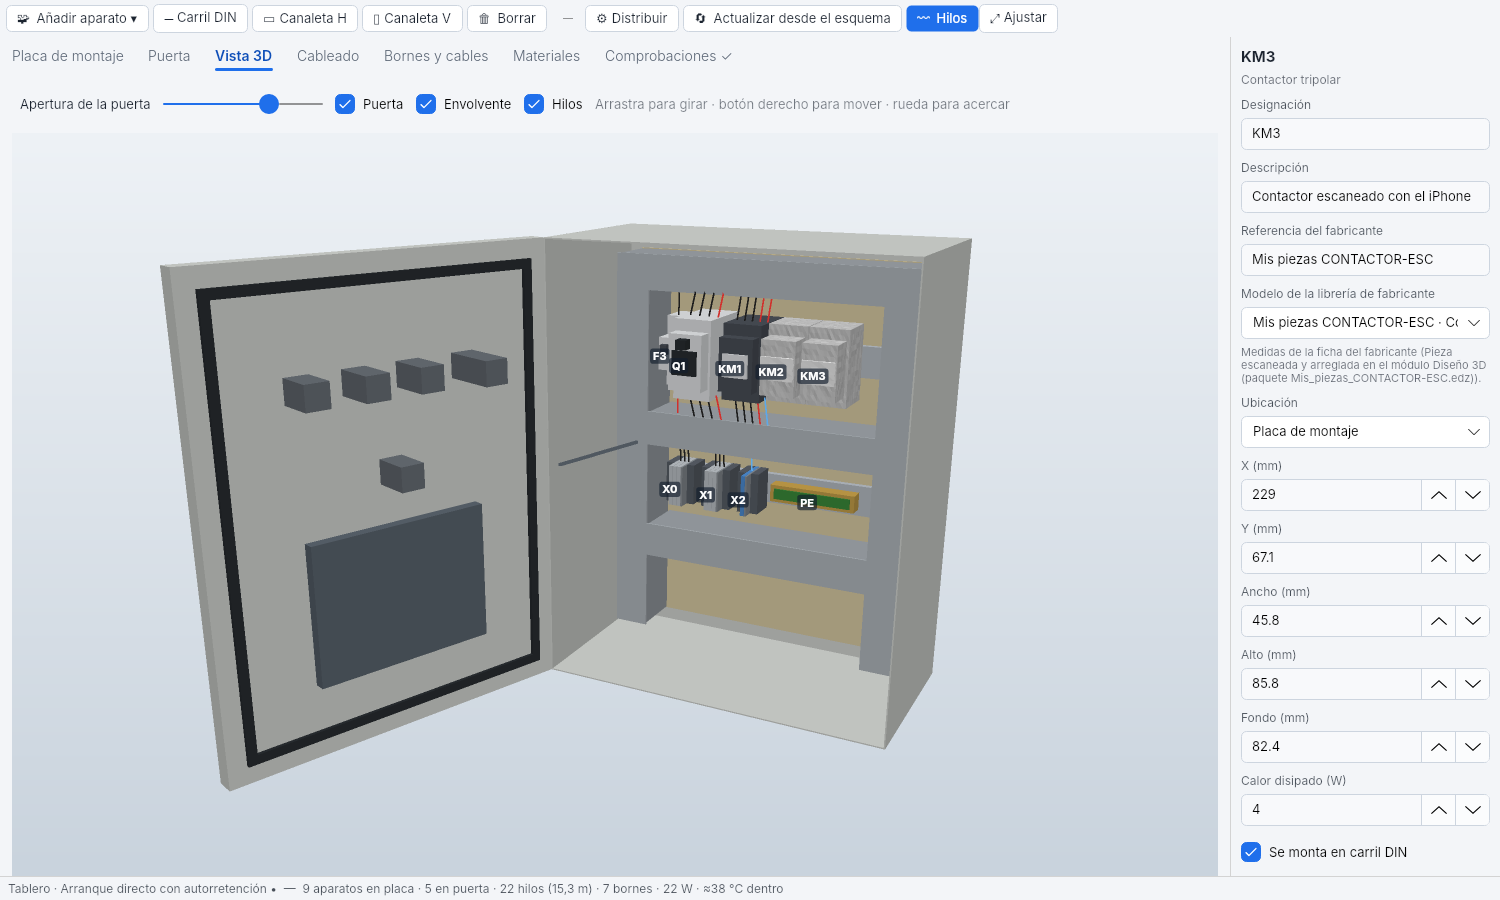 Añadir aparato ▾
Carril DIN
Canaleta H
Canaleta V
Borrar
Distribuir
Actualizar desde el esquema
Hilos
Ajustar
Placa de montaje
Puerta
Vista 3D
Cableado
Bornes y cables
Materiales
Comprobaciones ✓
Apertura de la puerta
Puerta
Envolvente
Hilos
Arrastra para girar · botón derecho para mover · rueda para acercar
F3
Q1
KM1
KM2
KM3
X0
X1
X2
PE
KM3
Contactor tripolar
Designación
KM3
Descripción
Contactor escaneado con el iPhone
Referencia del fabricante
Mis piezas CONTACTOR-ESC
Modelo de la librería de fabricante
Mis piezas CONTACTOR-ESC · Co
Medidas de la ficha del fabricante (Pieza
escaneada y arreglada en el módulo Diseño 3D
(paquete Mis_piezas_CONTACTOR-ESC.edz)).
Ubicación
Placa de montaje
X (mm)
229
Y (mm)
67.1
Ancho (mm)
45.8
Alto (mm)
85.8
Fondo (mm)
82.4
Calor disipado (W)
4
Se monta en carril DIN
Tablero · Arranque directo con autorretención • — 9 aparatos en placa · 5 en puerta · 22 hilos (15,3 m) · 7 bornes · 22 W · ≈38 °C dentro